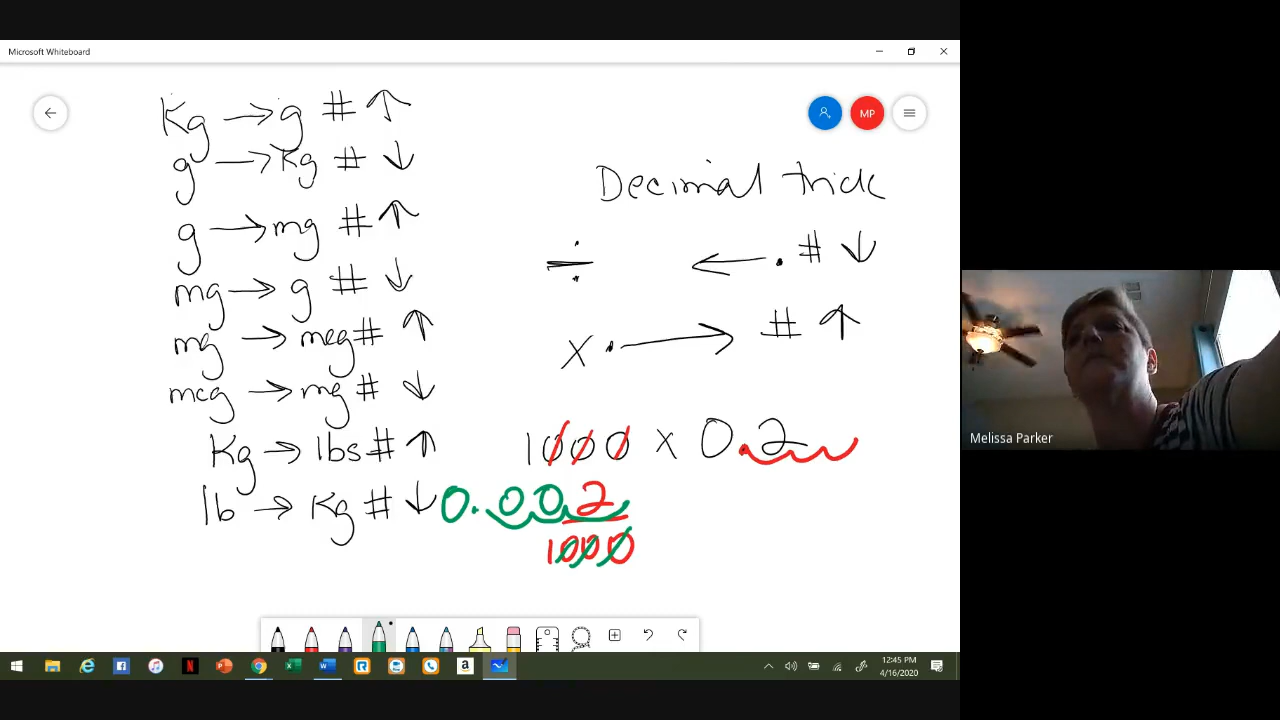 Microsoft Whiteboard
MP
Kg → g # ↑
g → Kg # ↓
g → mg # ↑
mg → g # ↓
mg → mcg # ↑
mcg → mg # ↓
Kg → lbs # ↑
lb → Kg # ↓
Decimal trick
÷ ← . # ↓
x . → # ↑
1000 x 0.2
0.002
1000
Melissa Parker
12:45 PM
4/16/2020